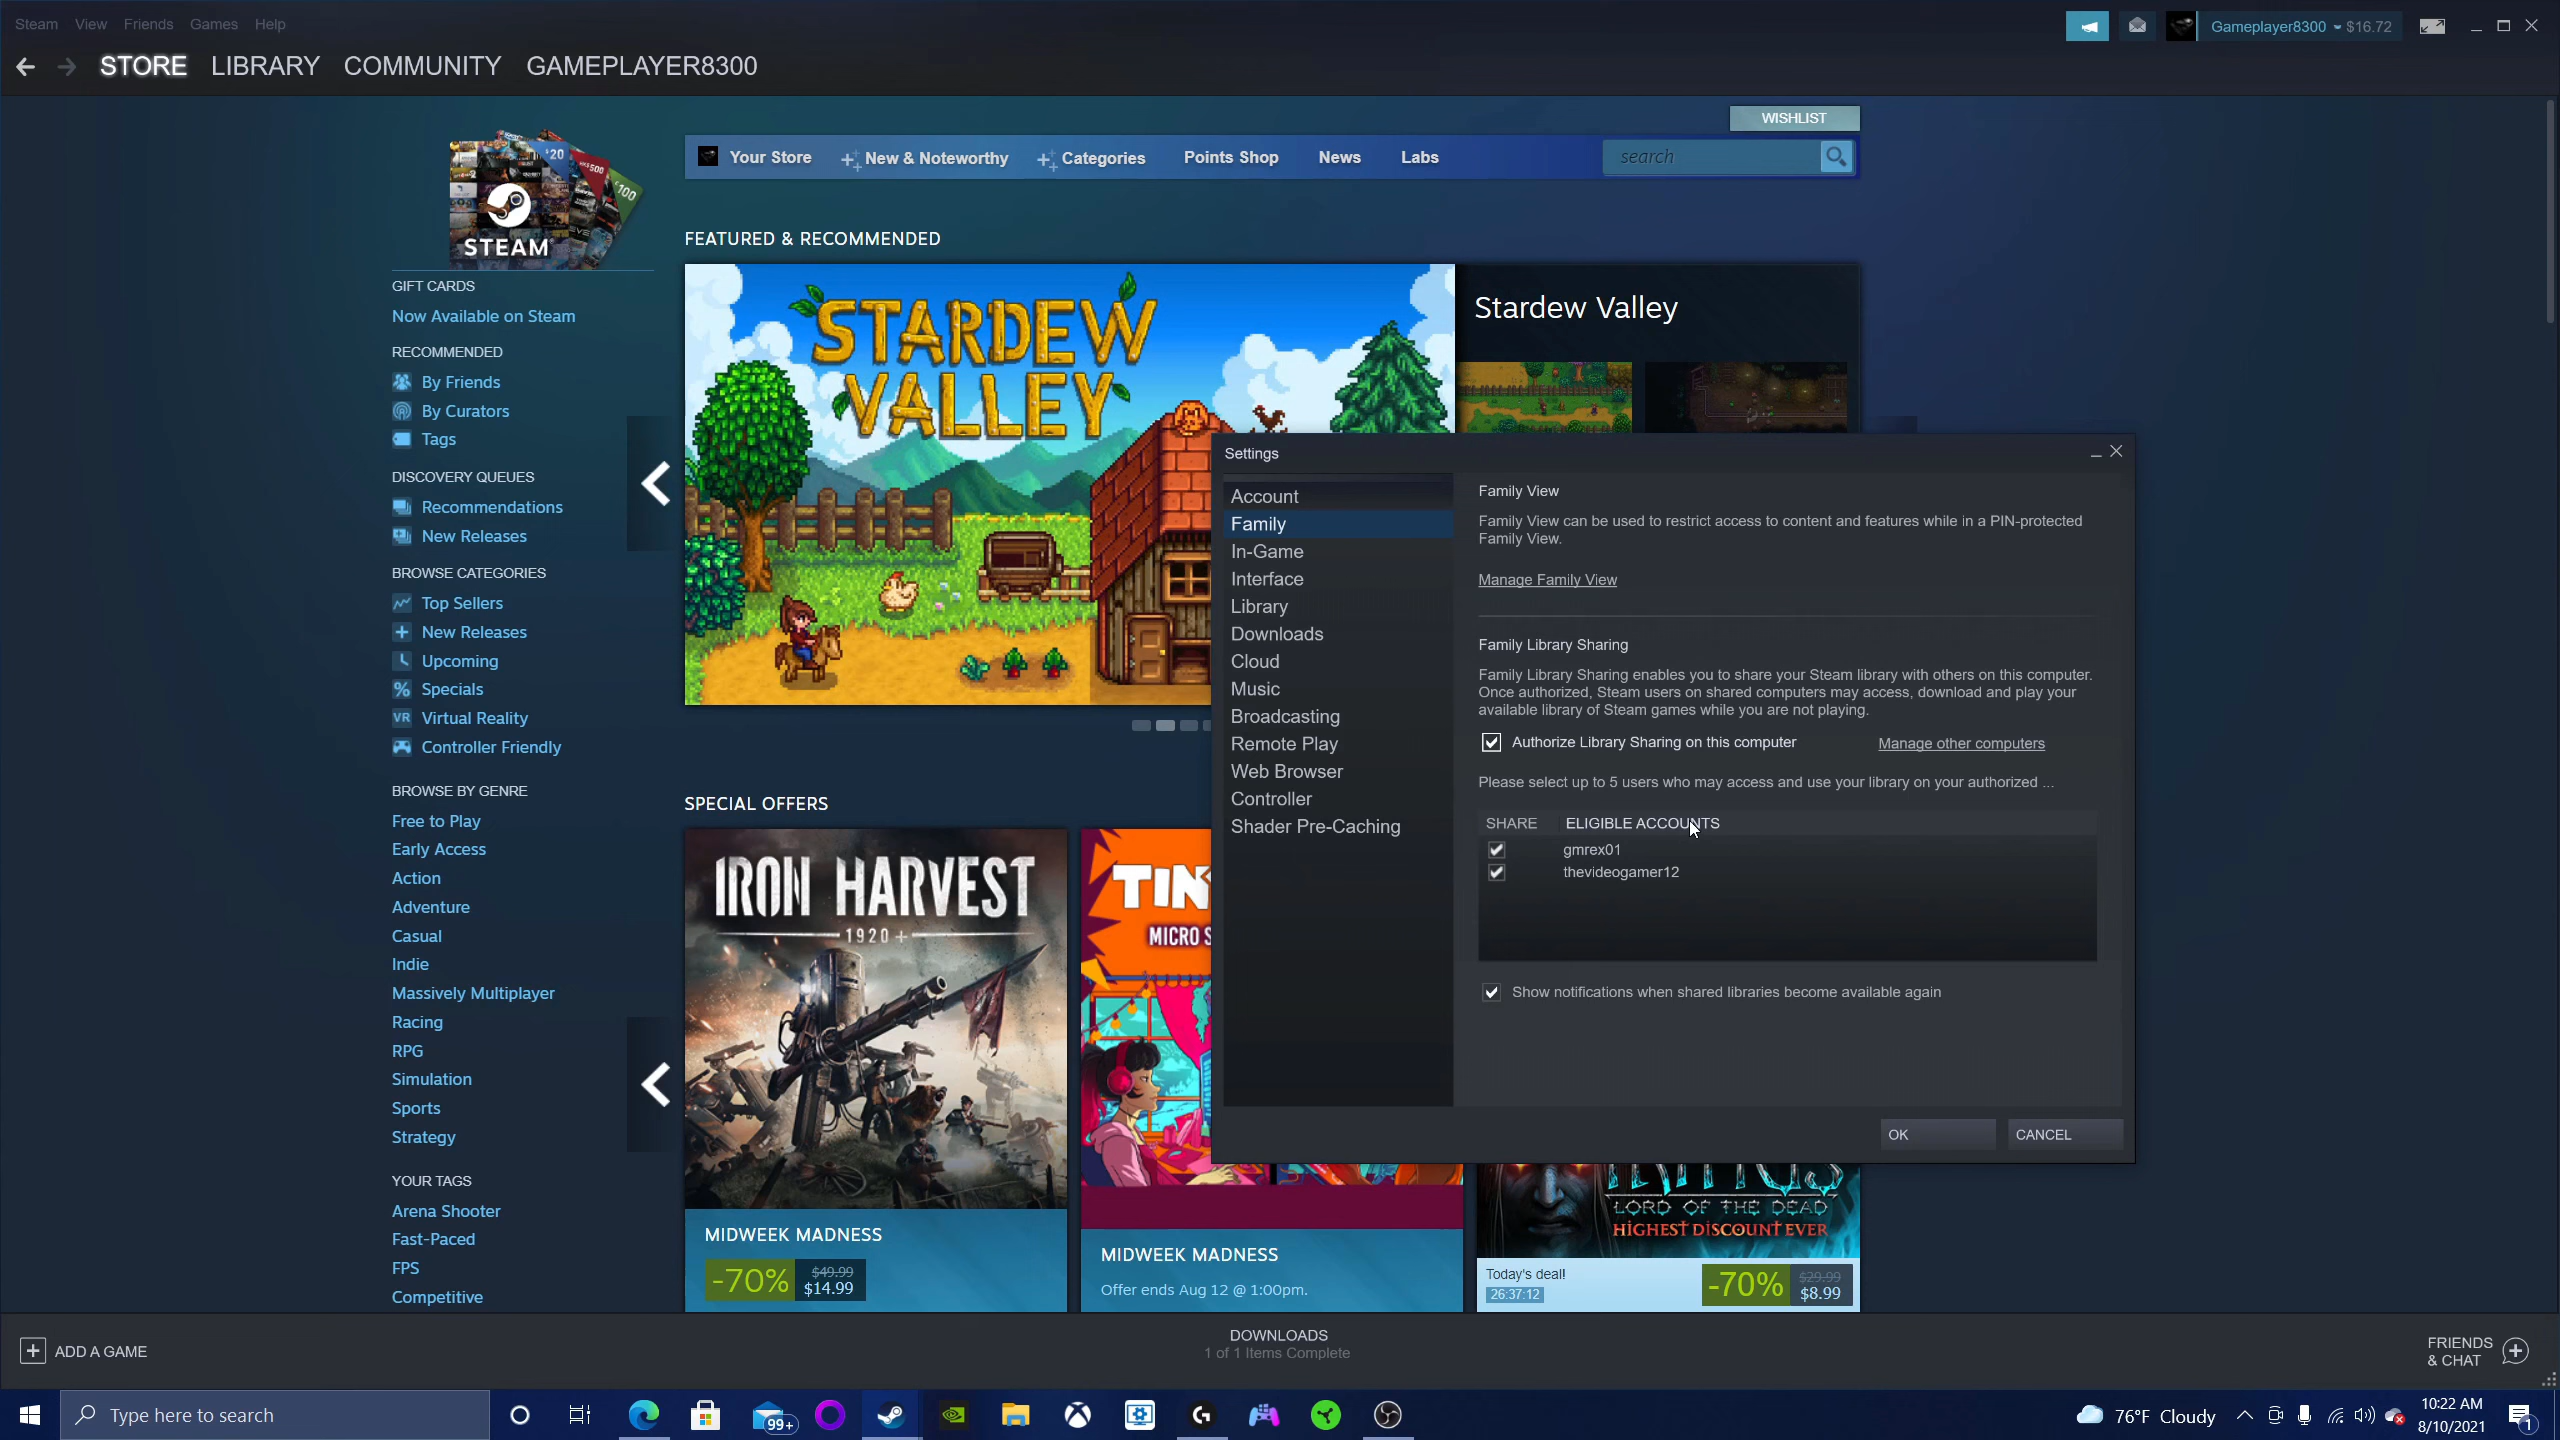 Steam View Friends Games Help
Gameplayer8300 $16.72
STORE LIBRARY COMMUNITY GAMEPLAYER8300
WISHLIST
Your Store New & Noteworthy Categories Points Shop News Labs search
STEAM
20
500
100
GIFT CARDS
Now Available on Steam
RECOMMENDED
By Friends
By Curators
Tags
DISCOVERY QUEUES
Recommendations
New Releases
BROWSE CATEGORIES
Top Sellers
New Releases
Upcoming
% Specials
VR Virtual Reality
Controller Friendly
BROWSE BY GENRE
Free to Play
Early Access
Action
Adventure
Casual
Indie
Massively Multiplayer
Racing
RPG
Simulation
Sports
Strategy
YOUR TAGS
Arena Shooter
Fast-Paced
FPS
Competitive
FEATURED & RECOMMENDED
STARDEW
VALLEY
Stardew Valley
Settings
Account
Family
In-Game
Interface
Library
Downloads
Cloud
Music
Broadcasting
Remote Play
Web Browser
Controller
Shader Pre-Caching
Family View
Family View can be used to restrict access to content and features while in a PIN-protected
Family View.
Manage Family View
Family Library Sharing
Family Library Sharing enables you to share your Steam library with others on this computer.
Once authorized, Steam users on shared computers may access, download and play your
available library of Steam games while you are not playing.
Authorize Library Sharing on this computer Manage other computers
Please select up to 5 users who may access and use your library on your authorized ...
SHARE ELIGIBLE ACCOUNTS
gmrex01
thevideogamer12
Show notifications when shared libraries become available again
OK CANCEL
SPECIAL OFFERS
IRON HARVEST
1920+
MIDWEEK MADNESS
-70% $49.99
$14.99
TIN
MICRO S
MIDWEEK MADNESS
Offer ends Aug 12 @ 1:00pm.
LORD OF THE DEAD
HIGHEST DISCOUNT EVER
Today's deal!
26:37:12
-70% $29.99
$8.99
ADD A GAME
DOWNLOADS
1 of 1 Items Complete
FRIENDS
& CHAT
Type here to search
99+
76°F Cloudy
10:22 AM
8/10/2021
1